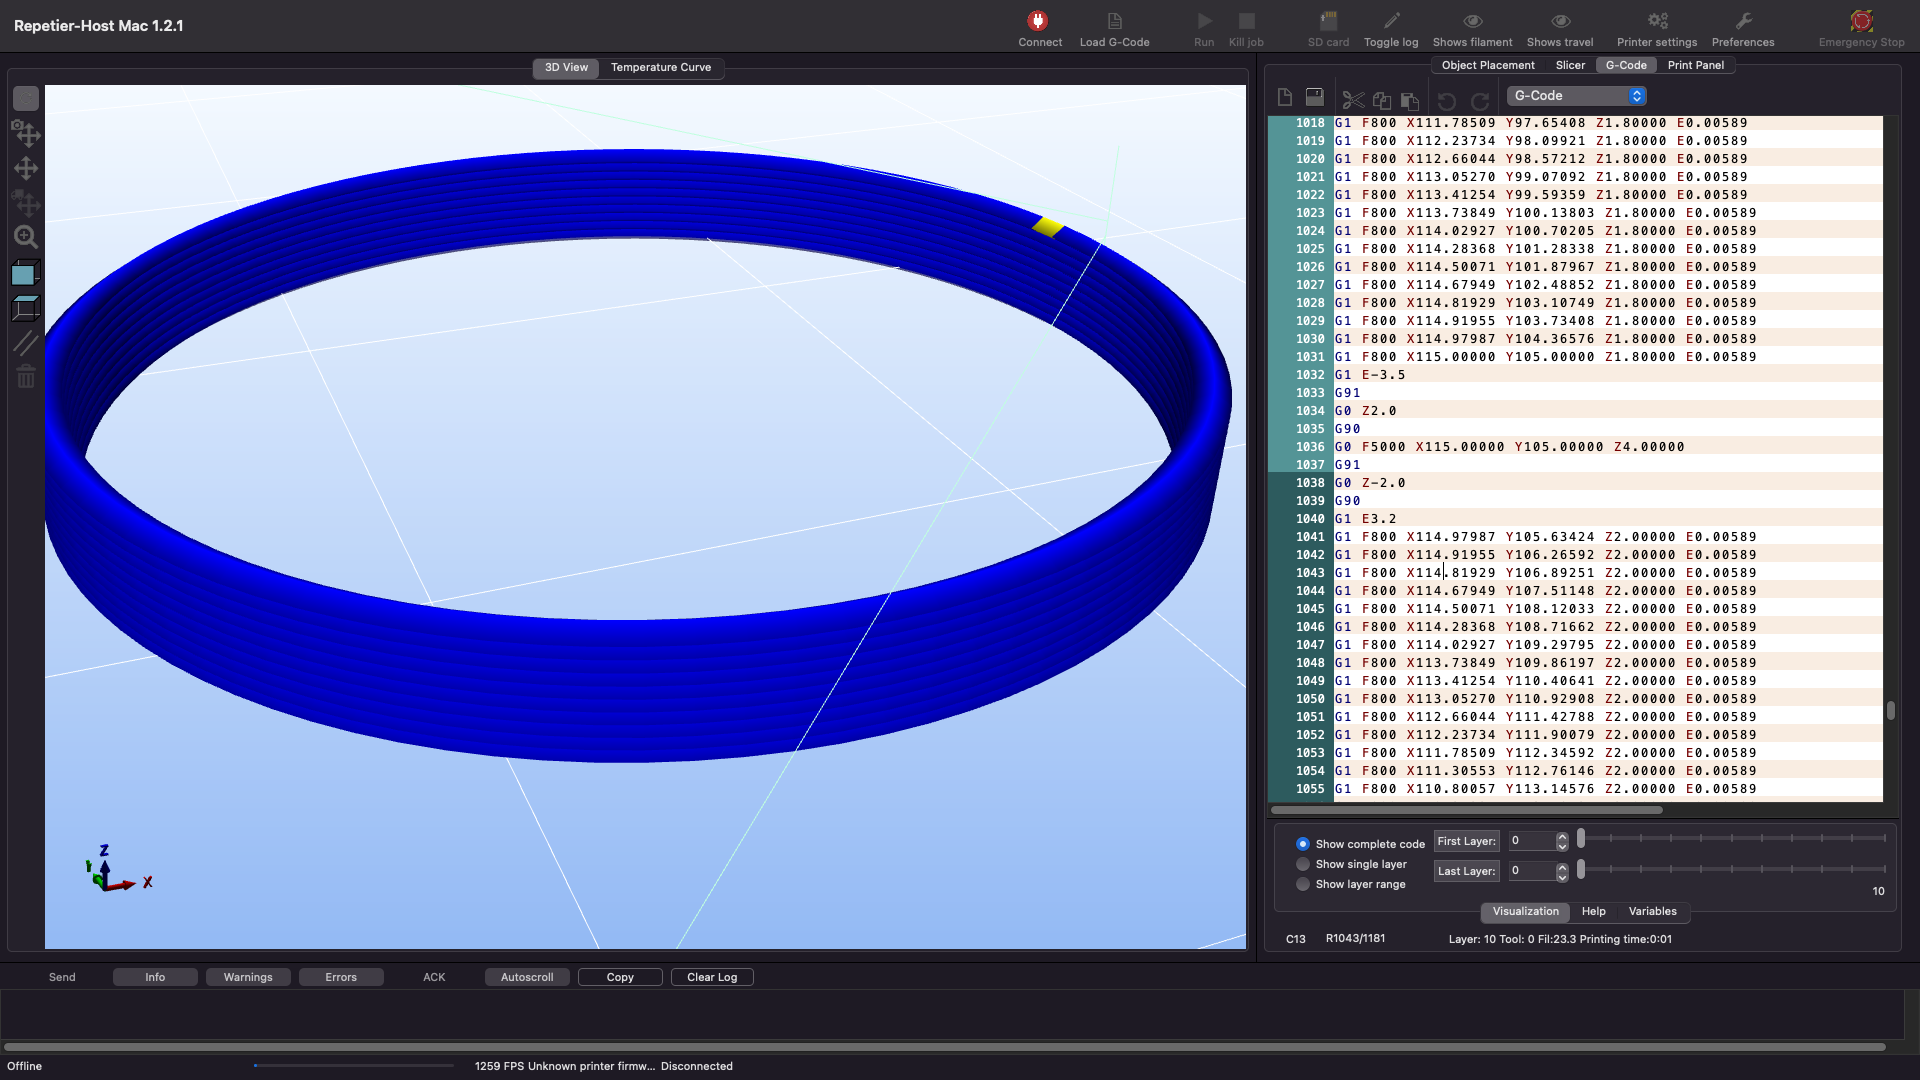 Repetier-Host Mac 1.2.1
Connect
Load G-Code
Run
Kill job
SD card
Toggle log
Shows filament
Shows travel
Printer settings
Preferences
Emergency Stop
3D View
Temperature Curve
Z
X
Object Placement
Slicer
G-Code
Print Panel
G-Code
1018 G1 F800 X111.78509 Y97.65408 Z1.80000 E0.00589
1019 G1 F800 X112.23734 Y98.09921 Z1.80000 E0.00589
1020 G1 F800 X112.66044 Y98.57212 Z1.80000 E0.00589
1021 G1 F800 X113.05270 Y99.07092 Z1.80000 E0.00589
1022 G1 F800 X113.41254 Y99.59359 Z1.80000 E0.00589
1023 G1 F800 X113.73849 Y100.13803 Z1.80000 E0.00589
1024 G1 F800 X114.02927 Y100.70205 Z1.80000 E0.00589
1025 G1 F800 X114.28368 Y101.28338 Z1.80000 E0.00589
1026 G1 F800 X114.50071 Y101.87967 Z1.80000 E0.00589
1027 G1 F800 X114.67949 Y102.48852 Z1.80000 E0.00589
1028 G1 F800 X114.81929 Y103.10749 Z1.80000 E0.00589
1029 G1 F800 X114.91955 Y103.73408 Z1.80000 E0.00589
1030 G1 F800 X114.97987 Y104.36576 Z1.80000 E0.00589
1031 G1 F800 X115.00000 Y105.00000 Z1.80000 E0.00589
1032 G1 E-3.5
1033 G91
1034 G0 Z2.0
1035 G90
1036 G0 F5000 X115.00000 Y105.00000 Z4.00000
1037 G91
1038 G0 Z-2.0
1039 G90
1040 G1 E3.2
1041 G1 F800 X114.97987 Y105.63424 Z2.00000 E0.00589
1042 G1 F800 X114.91955 Y106.26592 Z2.00000 E0.00589
1043 G1 F800 X114.81929 Y106.89251 Z2.00000 E0.00589
1044 G1 F800 X114.67949 Y107.51148 Z2.00000 E0.00589
1045 G1 F800 X114.50071 Y108.12033 Z2.00000 E0.00589
1046 G1 F800 X114.28368 Y108.71662 Z2.00000 E0.00589
1047 G1 F800 X114.02927 Y109.29795 Z2.00000 E0.00589
1048 G1 F800 X113.73849 Y109.86197 Z2.00000 E0.00589
1049 G1 F800 X113.41254 Y110.40641 Z2.00000 E0.00589
1050 G1 F800 X113.05270 Y110.92908 Z2.00000 E0.00589
1051 G1 F800 X112.66044 Y111.42788 Z2.00000 E0.00589
1052 G1 F800 X112.23734 Y111.90079 Z2.00000 E0.00589
1053 G1 F800 X111.78509 Y112.34592 Z2.00000 E0.00589
1054 G1 F800 X111.30553 Y112.76146 Z2.00000 E0.00589
1055 G1 F800 X110.80057 Y113.14576 Z2.00000 E0.00589
Show complete code
Show single layer
Show layer range
First Layer: 0
Last Layer: 0
10
Visualization
Help
Variables
C13
R1043/1181
Layer: 10 Tool: 0 Fil:23.3 Printing time:0:01
Send
Info
Warnings
Errors
ACK
Autoscroll
Copy
Clear Log
Offline
1259 FPS Unknown printer firmw... Disconnected